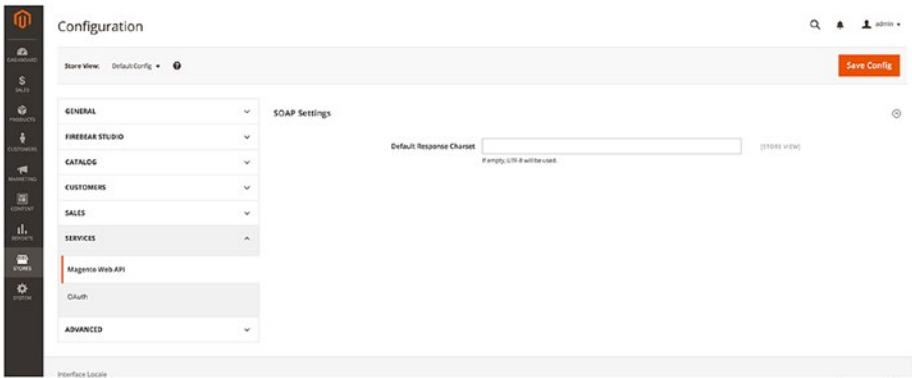 Configuration
admin
DASHBOARD
Store View: Default Config
Save Config
SALES
PRODUCTS
GENERAL
SOAP Settings
FIREBEAR STUDIO
Default Response Charset
[STORE VIEW]
If empty, UTF-8 will be used.
CUSTOMERS
CATALOG
MARKETING
CUSTOMERS
CONTENT
SALES
REPORTS
SERVICES
STORES
Magento Web API
SYSTEM
OAuth
ADVANCED
Interface Locale